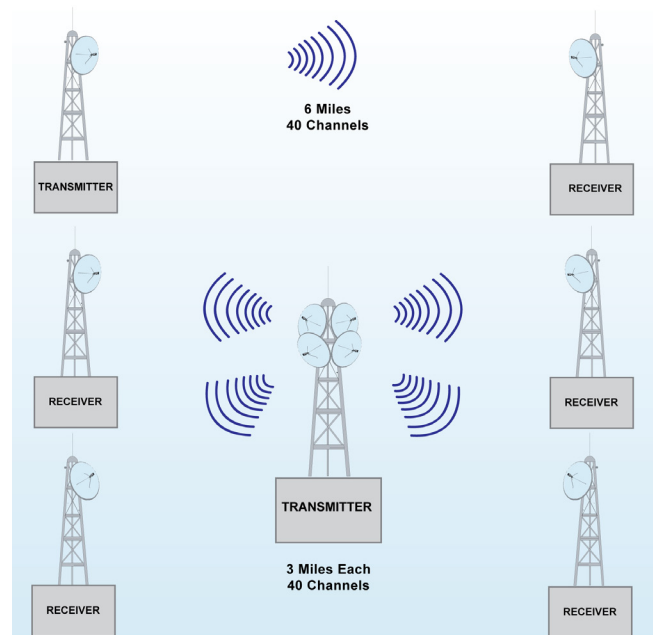 6 Miles
40 Channels
TRANSMITTER
RECEIVER
RECEIVER
RECEIVER
TRANSMITTER
3 Miles Each
40 Channels
RECEIVER
RECEIVER